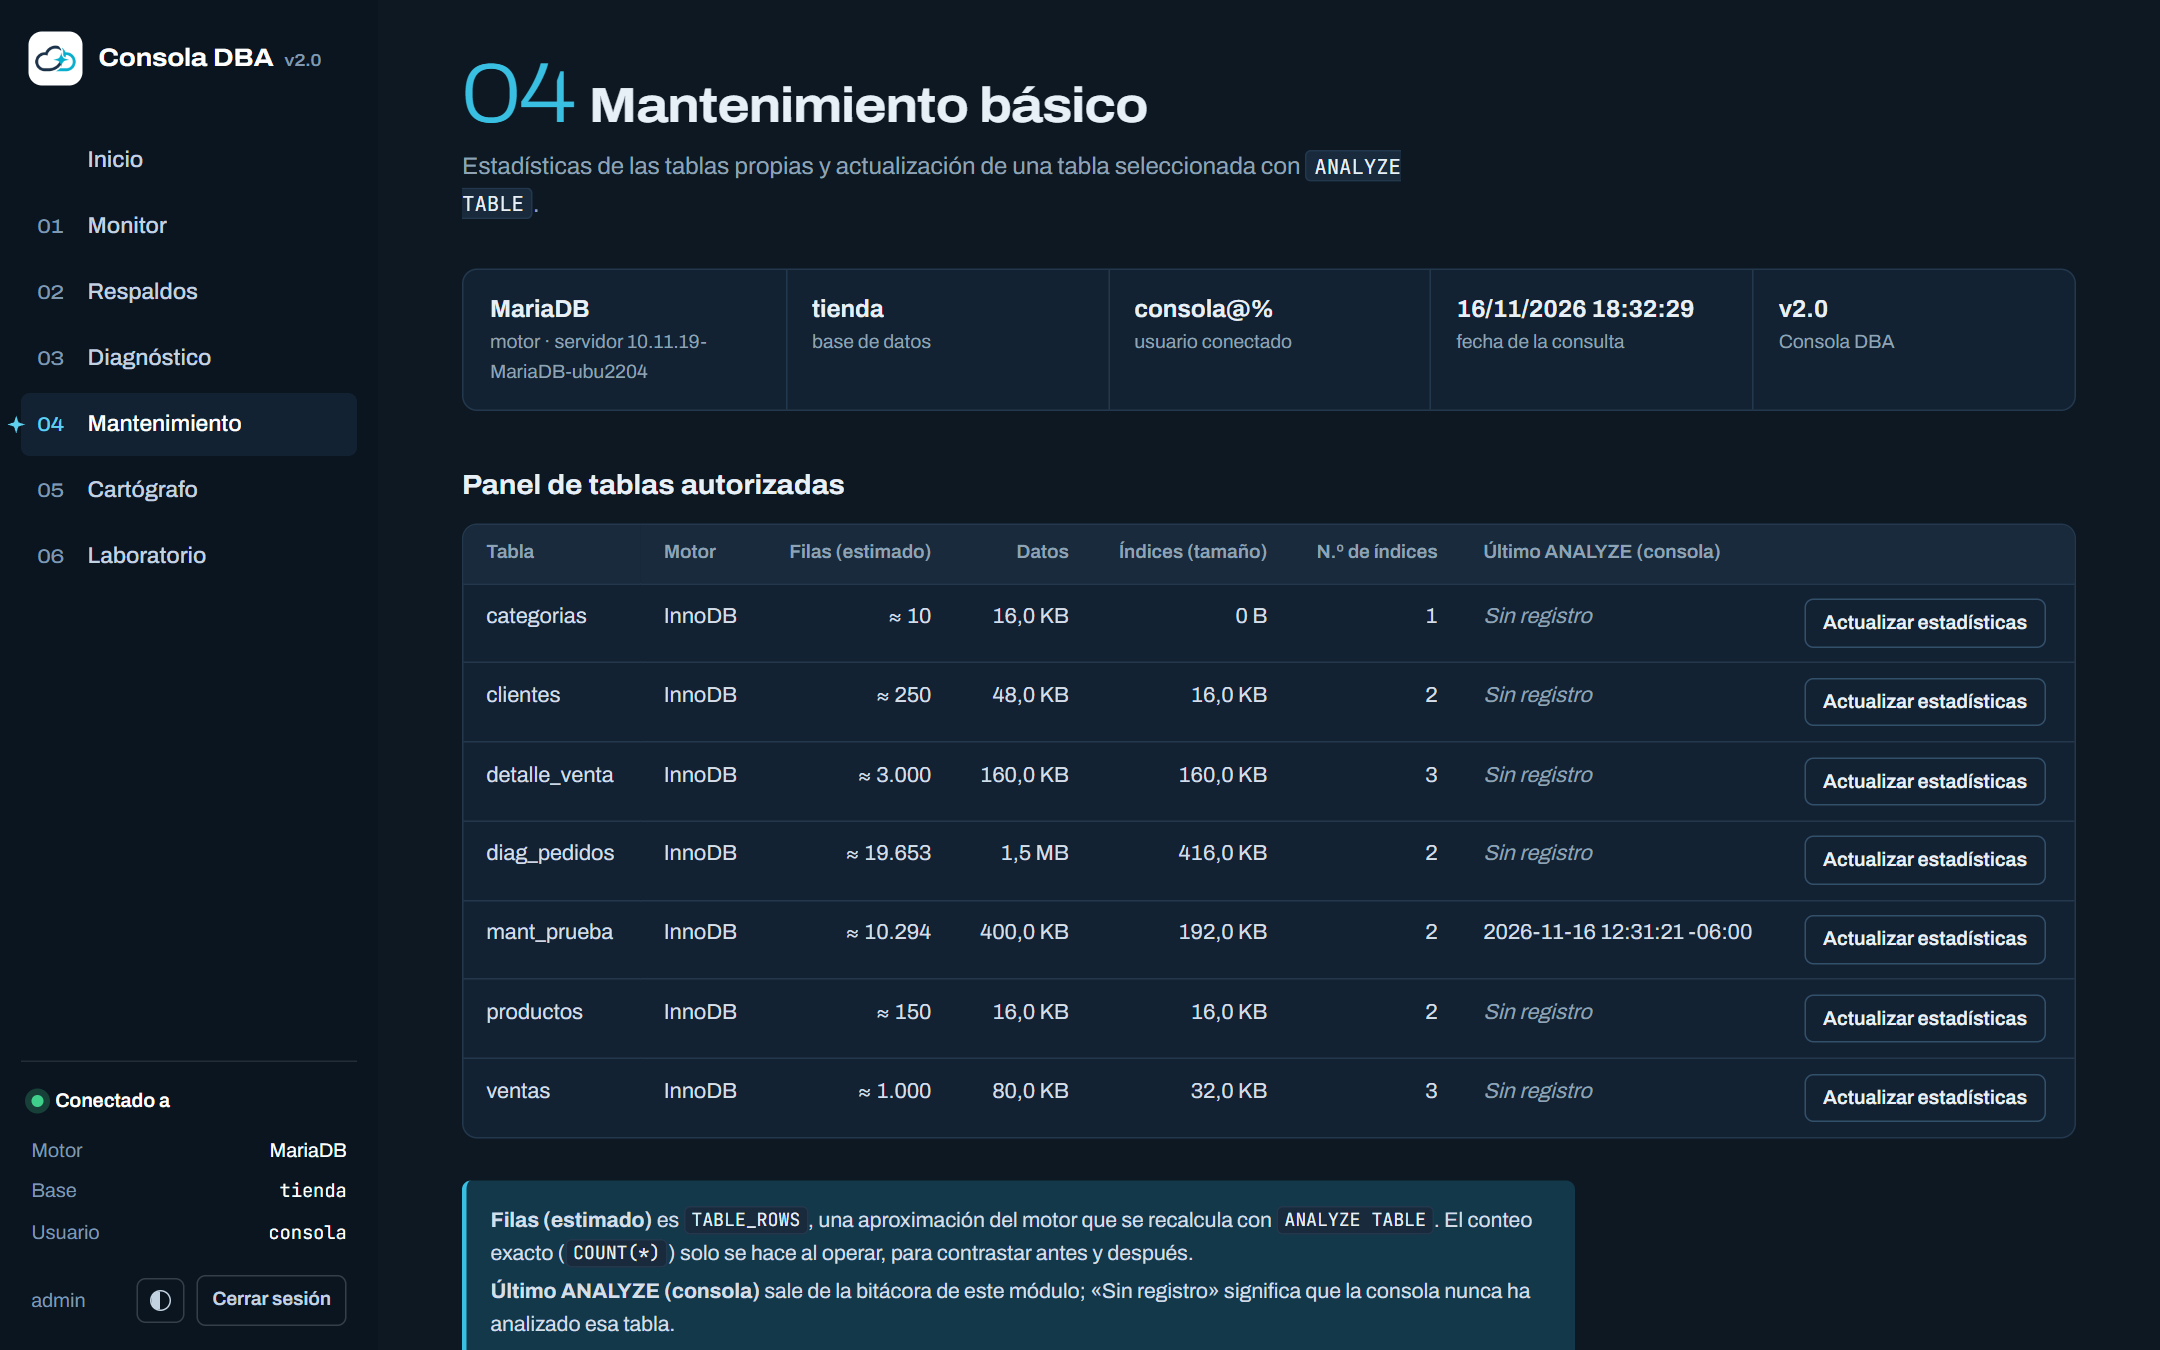 Consola DBA v2.0
Inicio
01 Monitor
02 Respaldos
03 Diagnóstico
04 Mantenimiento
05 Cartógrafo
06 Laboratorio
Conectado a
Motor MariaDB
Base tienda
Usuario consola
admin Cerrar sesión
04 Mantenimiento básico
Estadísticas de las tablas propias y actualización de una tabla seleccionada con ANALYZE
TABLE .
MariaDB
motor · servidor 10.11.19-
MariaDB-ubu2204
tienda
base de datos
consola@%
usuario conectado
16/11/2026 18:32:29
fecha de la consulta
v2.0
Consola DBA
Panel de tablas autorizadas
Tabla Motor Filas (estimado) Datos Índices (tamaño) N.º de índices Último ANALYZE (consola)
categorias InnoDB ≈ 10 16,0 KB 0 B 1 Sin registro Actualizar estadísticas
clientes InnoDB ≈ 250 48,0 KB 16,0 KB 2 Sin registro Actualizar estadísticas
detalle_venta InnoDB ≈ 3.000 160,0 KB 160,0 KB 3 Sin registro Actualizar estadísticas
diag_pedidos InnoDB ≈ 19.653 1,5 MB 416,0 KB 2 Sin registro Actualizar estadísticas
mant_prueba InnoDB ≈ 10.294 400,0 KB 192,0 KB 2 2026-11-16 12:31:21 -06:00 Actualizar estadísticas
productos InnoDB ≈ 150 16,0 KB 16,0 KB 2 Sin registro Actualizar estadísticas
ventas InnoDB ≈ 1.000 80,0 KB 32,0 KB 3 Sin registro Actualizar estadísticas
Filas (estimado) es TABLE_ROWS , una aproximación del motor que se recalcula con ANALYZE TABLE . El conteo
exacto ( COUNT(*) ) solo se hace al operar, para contrastar antes y después.
Último ANALYZE (consola) sale de la bitácora de este módulo; «Sin registro» significa que la consola nunca ha
analizado esa tabla.